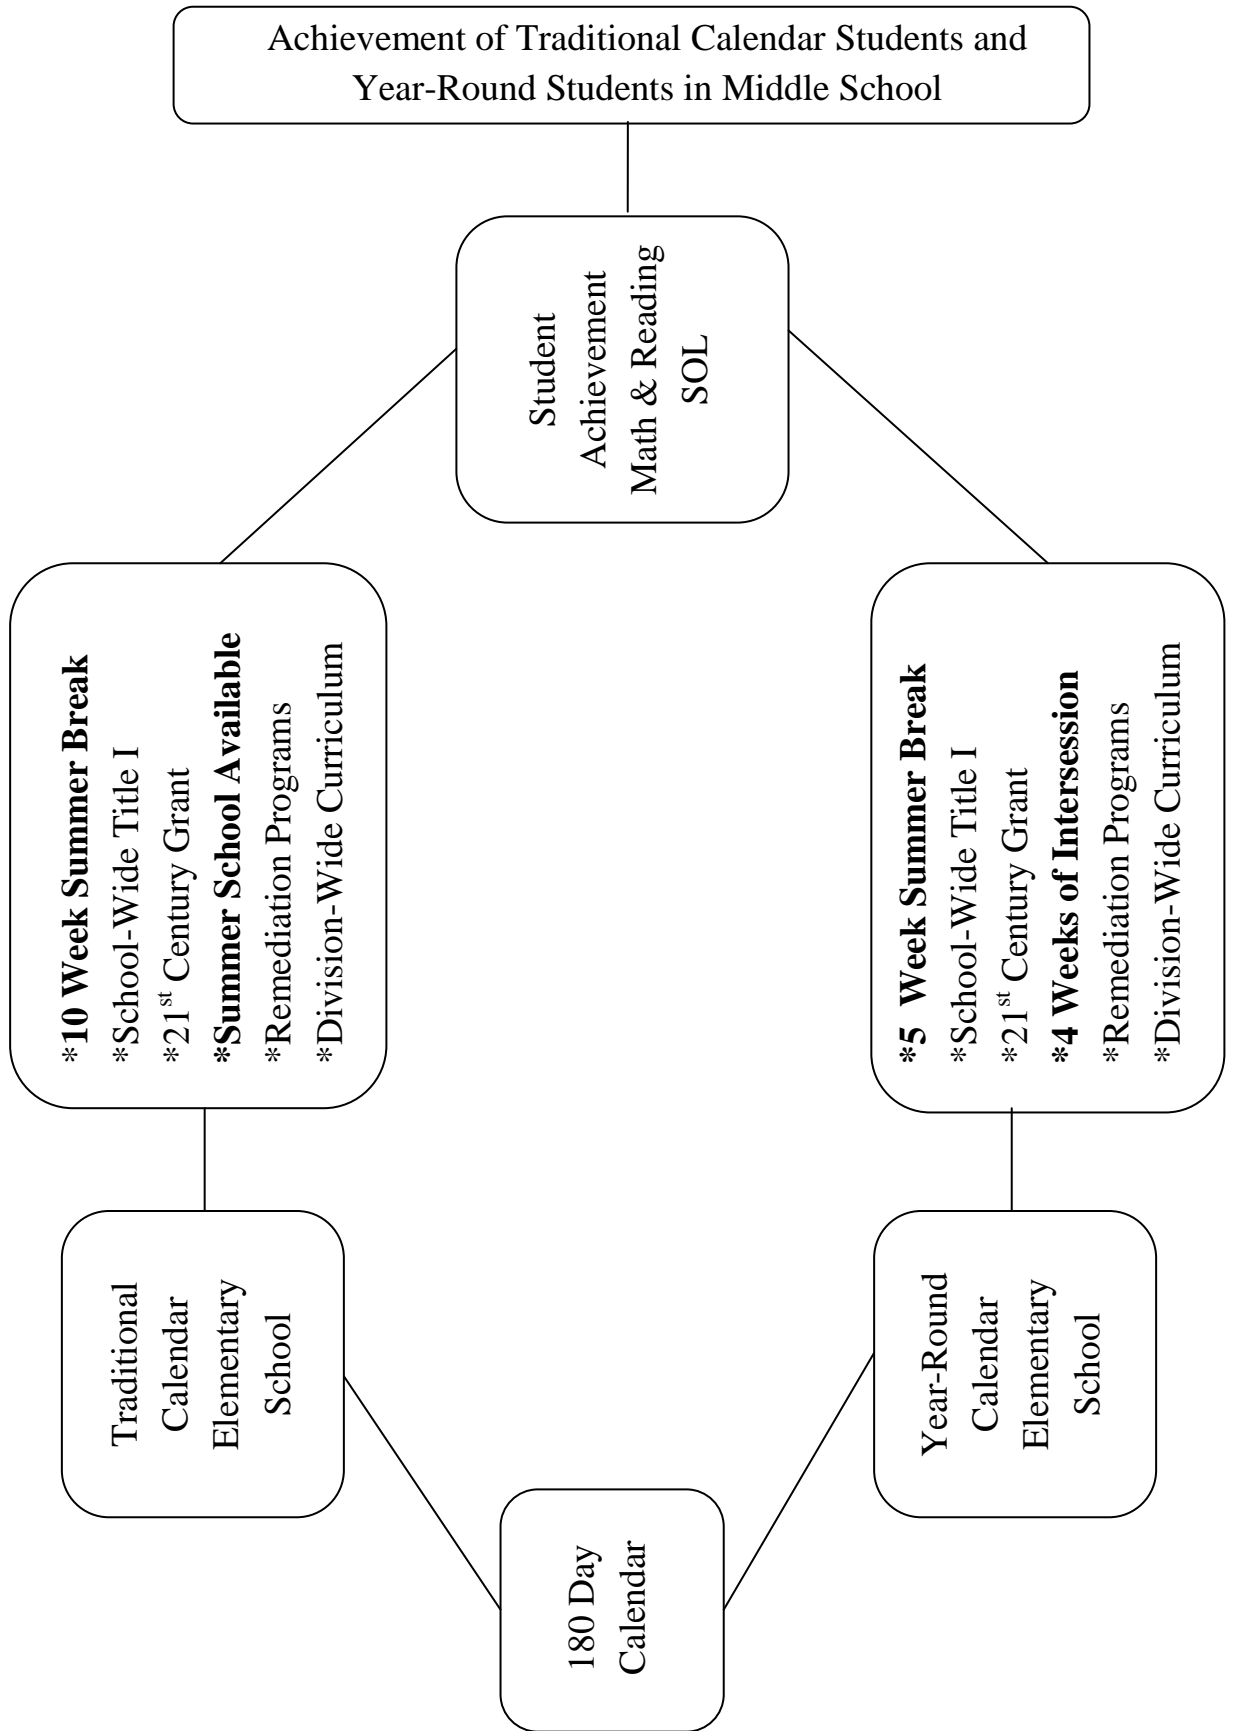 Achievement of Traditional Calendar Students and
Year-Round Students in Middle School
Student
Achievement
Math & Reading
SOL
*10 Week Summer Break
*School-Wide Title I
*21st Century Grant
*Summer School Available
*Remediation Programs
*Division-Wide Curriculum
*5 Week Summer Break
*School-Wide Title I
*21st Century Grant
*4 Weeks of Intersession
*Remediation Programs
*Division-Wide Curriculum
Traditional
Calendar
Elementary
School
Year-Round
Calendar
Elementary
School
180 Day
Calendar